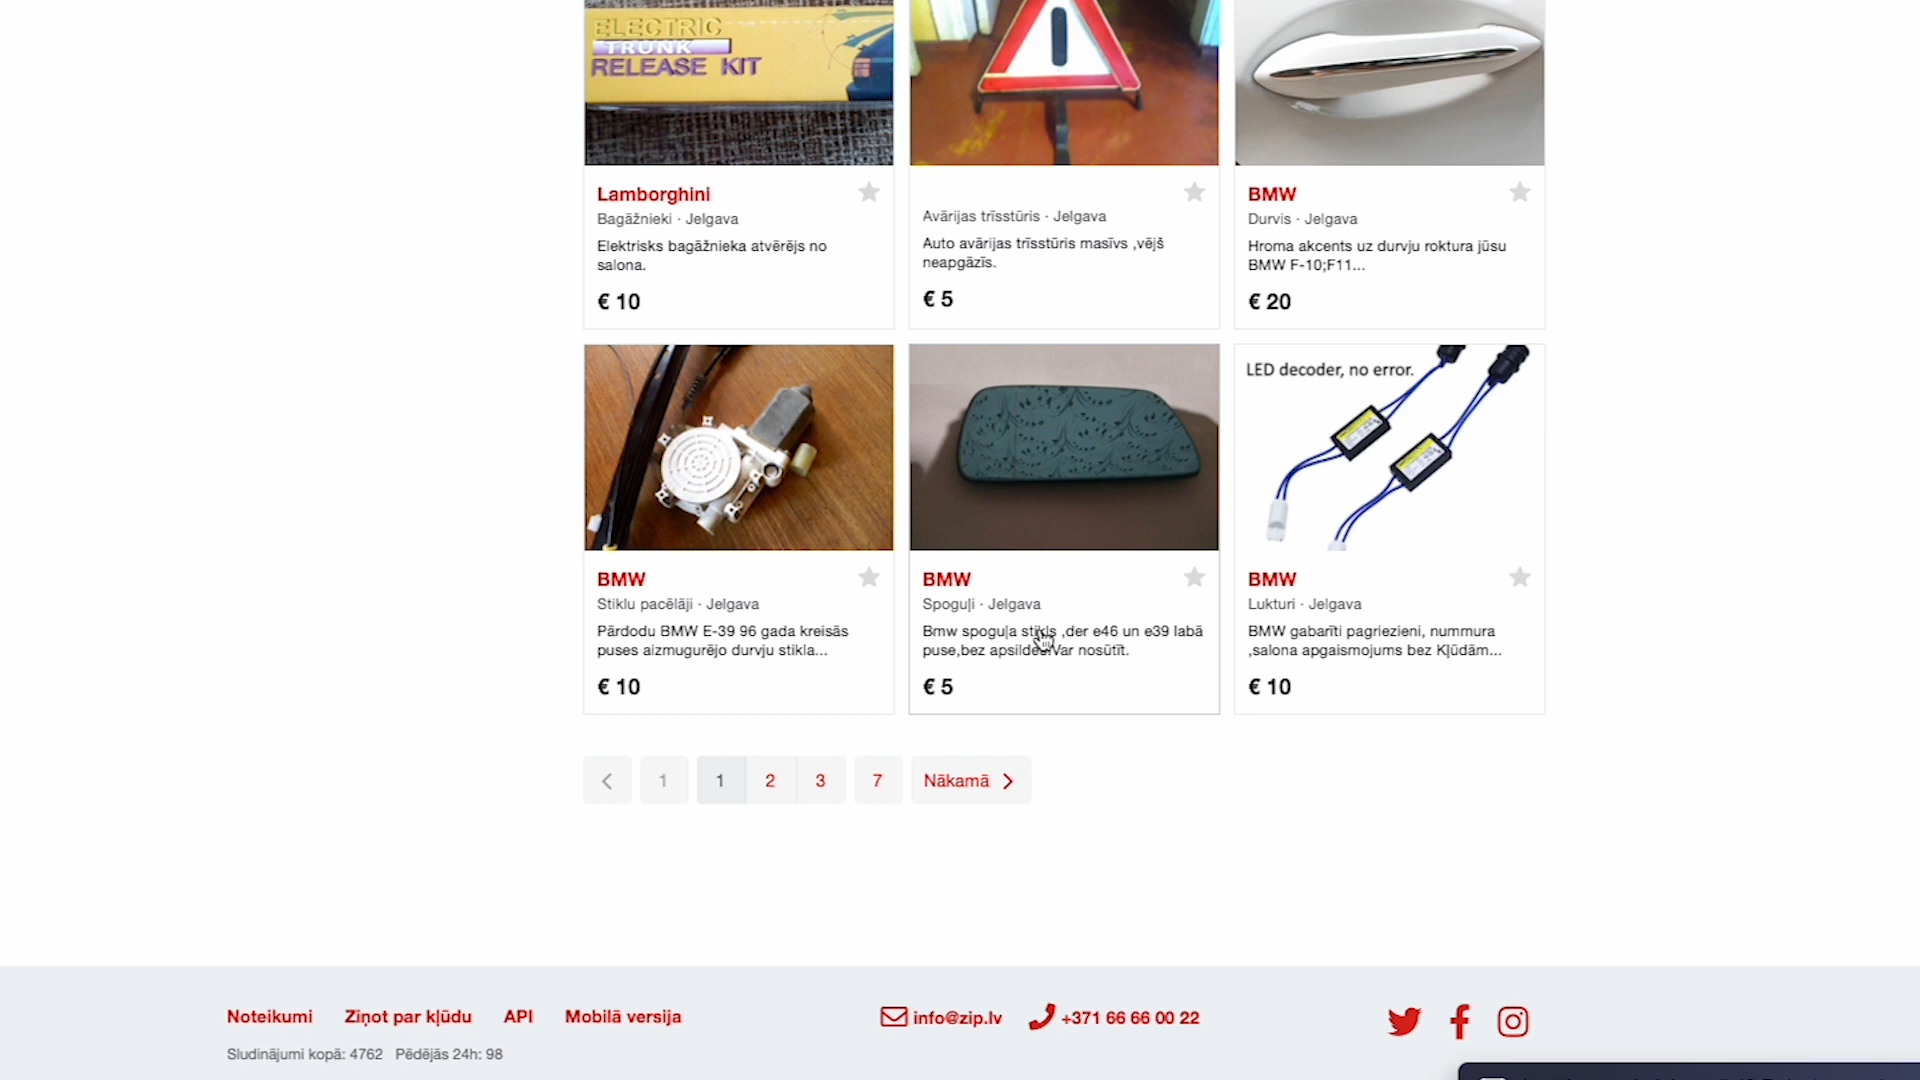 ELECTRIC
TRUNK
RELEASE KIT
Lamborghini
Bagāžnieki · Jelgava
Elektrisks bagāžnieka atvērējs no
salona.
€ 10
Avārijas trīsstūris · Jelgava
Auto avārijas trīsstūris masīvs ,vējš
neapgāzīs.
€ 5
BMW
Durvis · Jelgava
Hroma akcents uz durvju roktura jūsu
BMW F-10;F11...
€ 20
BMW
Stiklu pacēlāji · Jelgava
Pārdodu BMW E-39 96 gada kreisās
puses aizmugurējo durvju stikla...
€ 10
BMW
Spoguļi · Jelgava
Bmw spoguļa stikls ,der e46 un e39 labā
puse,bez apsildes.Var nosūtīt.
€ 5
LED decoder, no error.
BMW
Lukturi · Jelgava
BMW gabarīti pagriezieni, nummura
,salona apgaismojums bez Kļūdām...
€ 10
1 1 2 3 7 Nākamā
Noteikumi Ziņot par kļūdu API Mobilā versija info@zip.lv +371 66 66 00 22
Sludinājumi kopā: 4762 Pēdējās 24h: 98